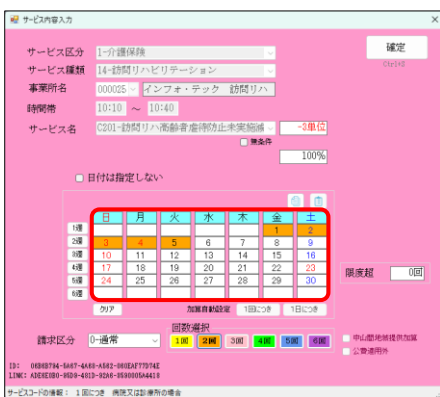 サービス内容入力
サービス区分 1-介護保険 確定
Ctrl+S
サービス種類 14-訪問リハビリテーション
事業所名 000025 インフォ・テック 訪問リハ
時間帯 10:10 ～ 10:40
サービス名 C201-訪問リハ高齢者虐待防止未実施減 -3単位
無条件
100%
日付は指定しない
日 月 火 水 木 金 土
1週 1 2
2週 3 4 5 6 7 8 9
3週 10 11 12 13 14 15 16
4週 17 18 19 20 21 22 23
5週 24 25 26 27 28 29 30
6週
限度超 0回
クリア 加算自動設定 1回につき 1日につき
回数選択
請求区分 0-通常 1回 2回 3回 4回 5回 6回
中山間地域提供加算
公費適用外
サービスコードの情報： 1回につき 病院又は診療所の場合